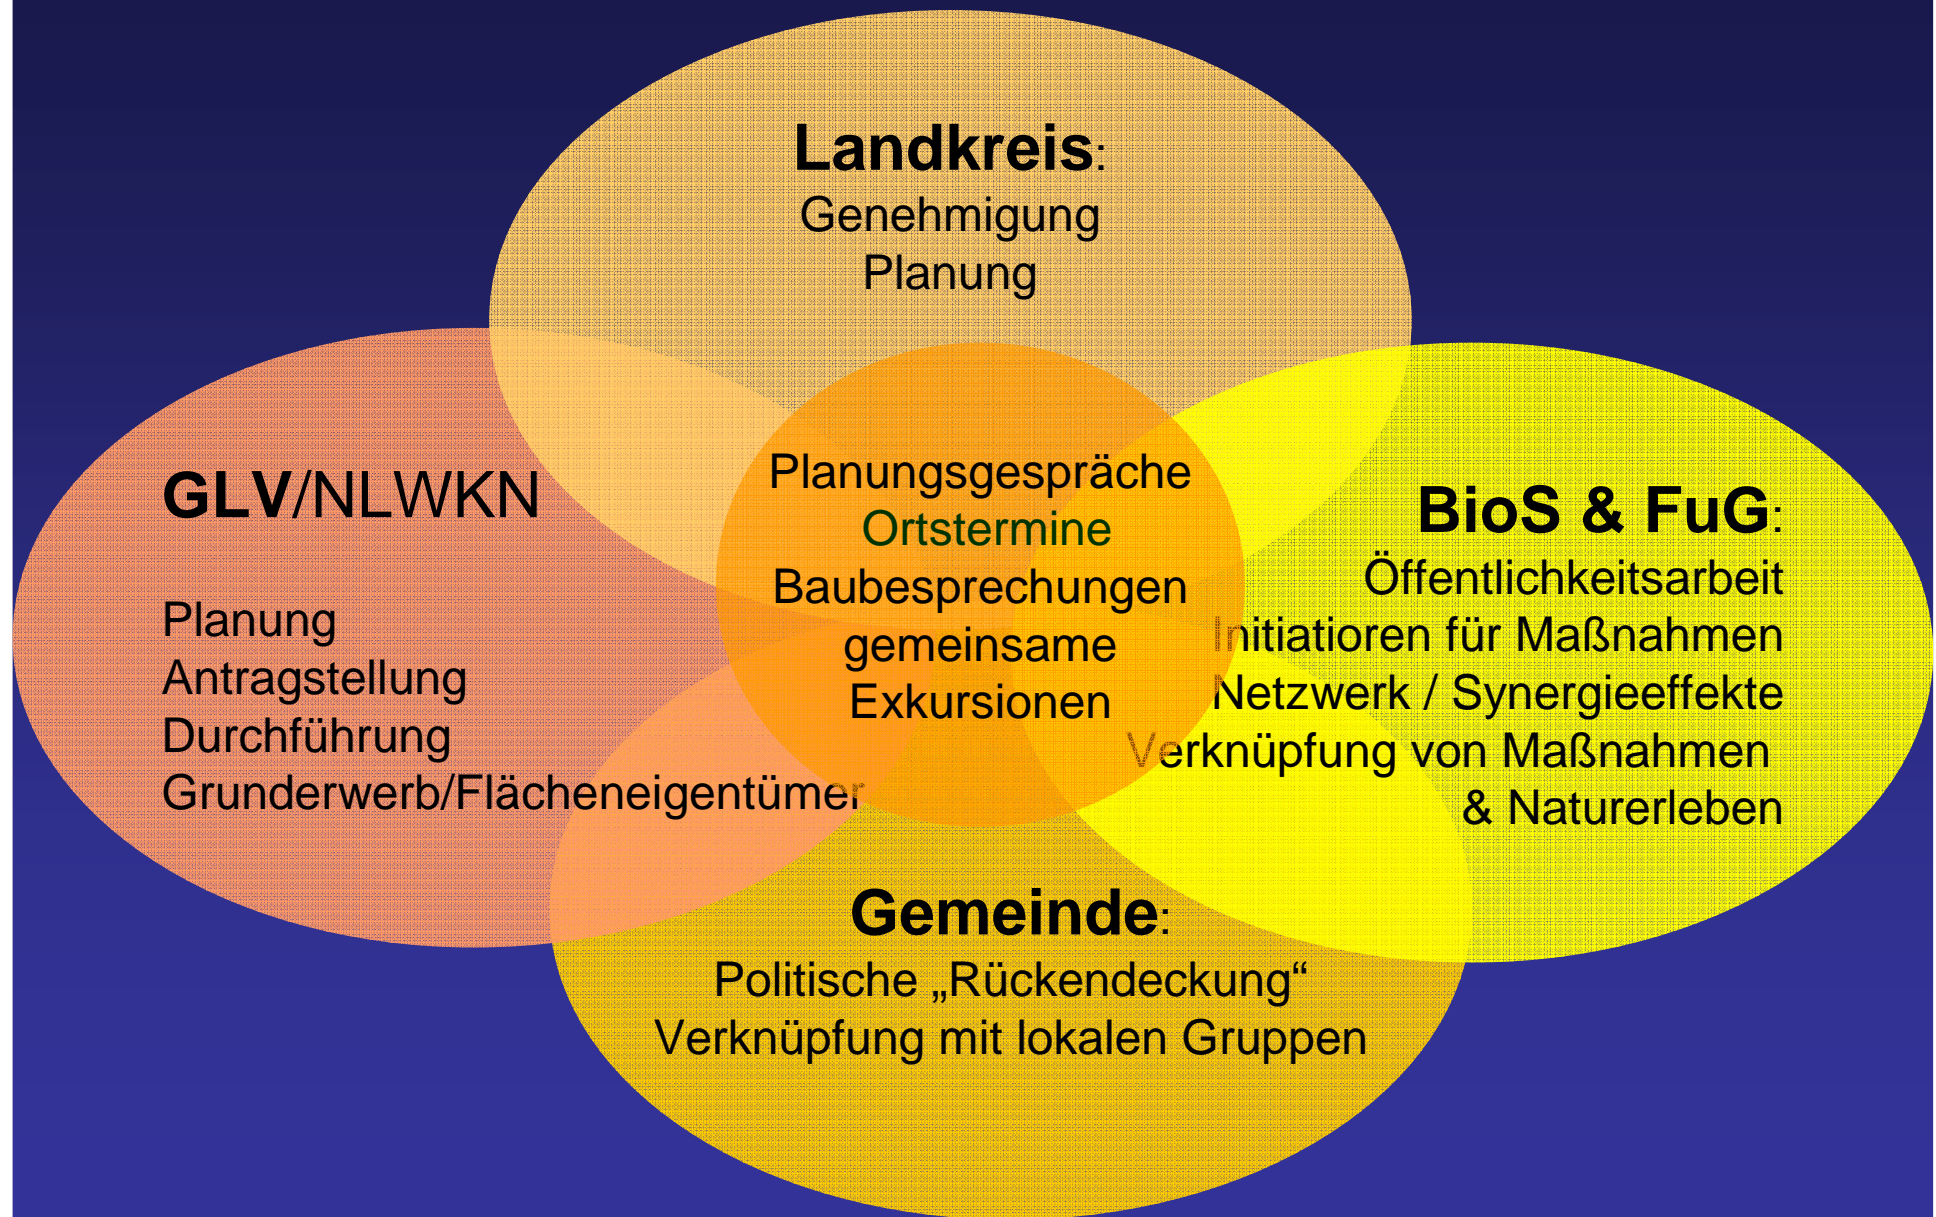 Landkreis:
Genehmigung
Planung
GLV/NLWKN
Planung
Antragstellung
Durchführung
Grunderwerb/Flächeneigentümer
Planungsgespräche
Ortstermine
Baubesprechungen
gemeinsame
Exkursionen
BioS & FuG:
Öffentlichkeitsarbeit
Initiatioren für Maßnahmen
Netzwerk / Synergieeffekte
Verknüpfung von Maßnahmen
& Naturerleben
Gemeinde:
Politische „Rückendeckung“
Verknüpfung mit lokalen Gruppen